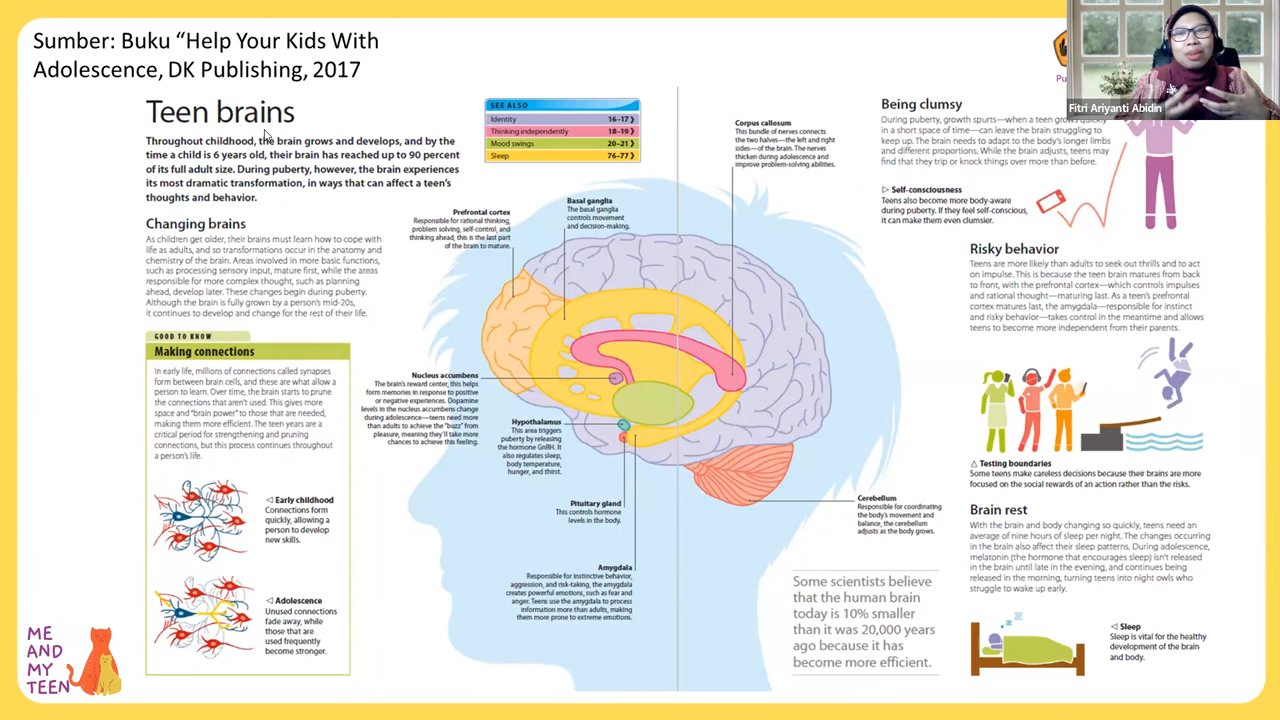 Sumber: Buku “Help Your Kids With
Adolescence, DK Publishing, 2017
Fitri Ariyanti Abidin
Teen brains
Throughout childhood, the brain grows and develops, and by the
time a child is 6 years old, their brain has reached up to 90 percent
of its full adult size. During puberty, however, the brain experiences
its most dramatic transformation, in ways that can affect a teen’s
thoughts and behavior.
Changing brains
As children get older, their brains must learn how to cope with
life as adults, and so transformations occur in the anatomy and
chemistry of the brain. Areas involved in more basic functions,
such as processing sensory input, mature first, while the areas
responsible for more complex thought, such as planning
ahead, develop later. These changes begin during puberty.
Although the brain is fully grown by a person’s mid-20s,
it continues to develop and change for the rest of their life.
GOOD TO KNOW
Making connections
In early life, millions of connections called synapses
form between brain cells, and these are what allow a
person to learn. Over time, the brain starts to prune
the connections that aren’t used. This gives more
space and “brain power” to those that are needed,
making them more efficient. The teen years are a
critical period for strengthening and pruning
connections, but this process continues throughout
a person’s life.
◁ Early childhood
Connections form
quickly, allowing a
person to develop
new skills.
◁ Adolescence
Unused connections
fade away, while
those that are
used frequently
become stronger.
SEE ALSO
Identity 16–17 ❯
Thinking independently 18–19 ❯
Mood swings 20–21 ❯
Sleep 76–77 ❯
Prefrontal cortex
Responsible for rational thinking,
problem solving, self-control, and
thinking ahead, this is the last part
of the brain to mature.
Basal ganglia
The basal ganglia
controls movement
and decision-making.
Corpus callosum
This bundle of nerves connects
the two halves—the left and right
sides—of the brain. The nerves
thicken during adolescence and
improve problem-solving abilities.
Nucleus accumbens
The brain’s reward center, this helps
form memories in response to positive
or negative experiences. Dopamine
levels in the nucleus accumbens change
during adolescence—teens need more
than adults to achieve the “buzz” from
pleasure, meaning they’ll take more
chances to achieve this feeling.
Hypothalamus
This area triggers
puberty by releasing
the hormone GnRH. It
also regulates sleep,
body temperature,
hunger, and thirst.
Pituitary gland
This controls hormone
levels in the body.
Amygdala
Responsible for instinctive behavior,
aggression, and risk-taking, the amygdala
creates powerful emotions, such as fear and
anger. Teens use the amygdala to process
information more than adults, making
them more prone to extreme emotions.
Cerebellum
Responsible for coordinating
the body’s movement and
balance, the cerebellum
adjusts as the body grows.
Some scientists believe
that the human brain
today is 10% smaller
than it was 20,000 years
ago because it has
become more efficient.
Being clumsy
During puberty, growth spurts—when a teen grows quickly
in a short space of time—can leave the brain struggling to
keep up. The brain needs to adapt to the body’s longer limbs
and different proportions. While the brain adjusts, teens may
find that they trip or knock things over more than before.
▷ Self-consciousness
Teens also become more body-aware
during puberty. If they feel self-conscious,
it can make them even clumsier.
Risky behavior
Teens are more likely than adults to seek out thrills and to act
on impulse. This is because the teen brain matures from back
to front, with the prefrontal cortex—which controls impulses
and rational thought—maturing last. As a teen’s prefrontal
cortex matures last, the amygdala—responsible for instinct
and risky behavior—takes control in the meantime and allows
teens to become more independent from their parents.
△ Testing boundaries
Some teens make careless decisions because their brains are more
focused on the social rewards of an action rather than the risks.
Brain rest
With the brain and body changing so quickly, teens need an
average of nine hours of sleep per night. The changes occurring
in the brain also affect their sleep patterns. During adolescence,
melatonin (the hormone that encourages sleep) isn’t released
in the brain until late in the evening, and continues being
released in the morning, turning teens into night owls who
struggle to wake up early.
◁ Sleep
Sleep is vital for the healthy
development of the brain
and body.
ME
AND
MY
TEEN